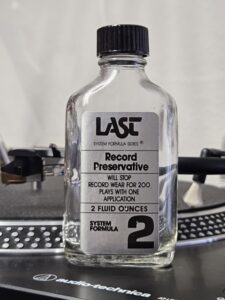 LAST
SYSTEM FORMULA SERIES ®
Record
Preservative
WILL STOP
RECORD WEAR FOR 200
PLAYS WITH ONE
APPLICATION
2 FLUID OUNCES
SYSTEM
FORMULA
2
audio-technica